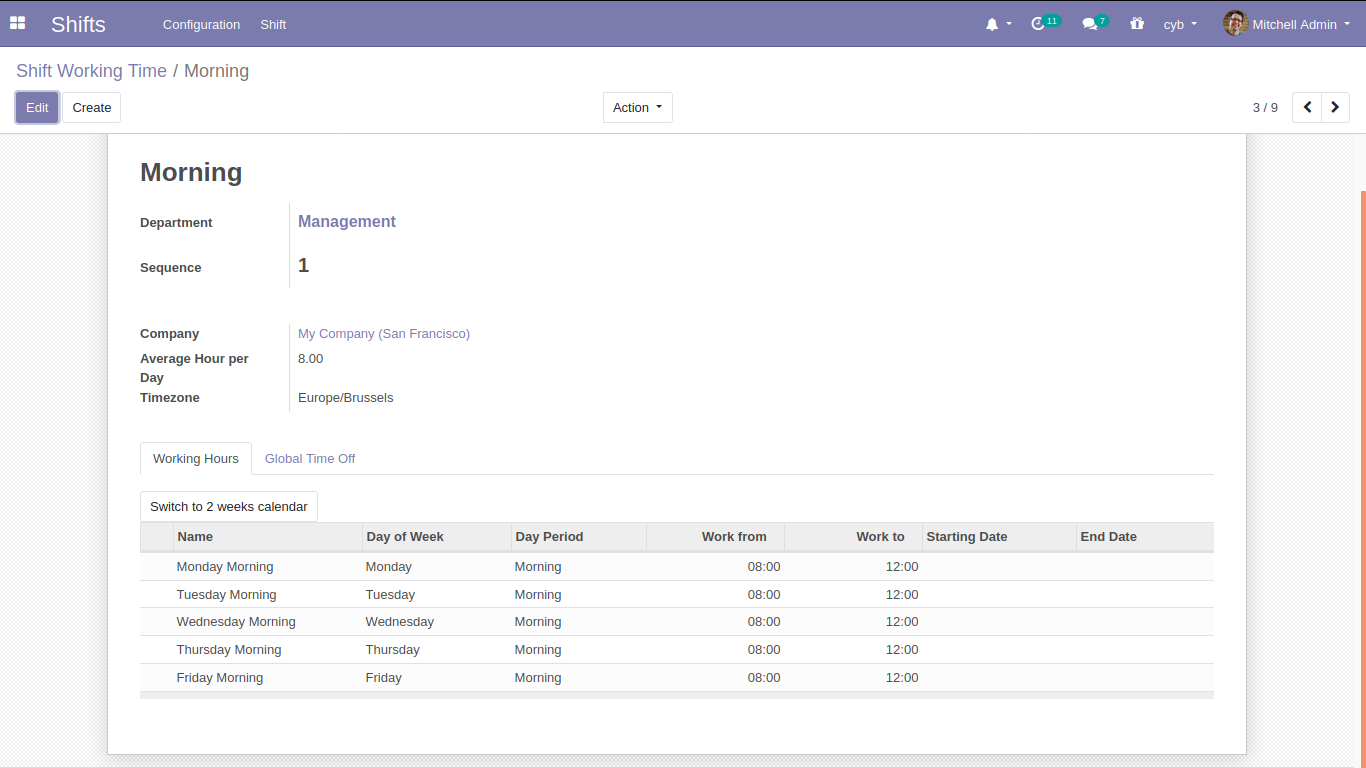 Shifts Configuration Shift 11 7 cyb Mitchell Admin
Shift Working Time / Morning
Edit Create Action 3 / 9
Morning
Department Management
Sequence 1
Company My Company (San Francisco)
Average Hour per Day 8.00
Timezone Europe/Brussels
Working Hours Global Time Off
Switch to 2 weeks calendar
Name Day of Week Day Period Work from Work to Starting Date End Date
Monday Morning Monday Morning 08:00 12:00
Tuesday Morning Tuesday Morning 08:00 12:00
Wednesday Morning Wednesday Morning 08:00 12:00
Thursday Morning Thursday Morning 08:00 12:00
Friday Morning Friday Morning 08:00 12:00